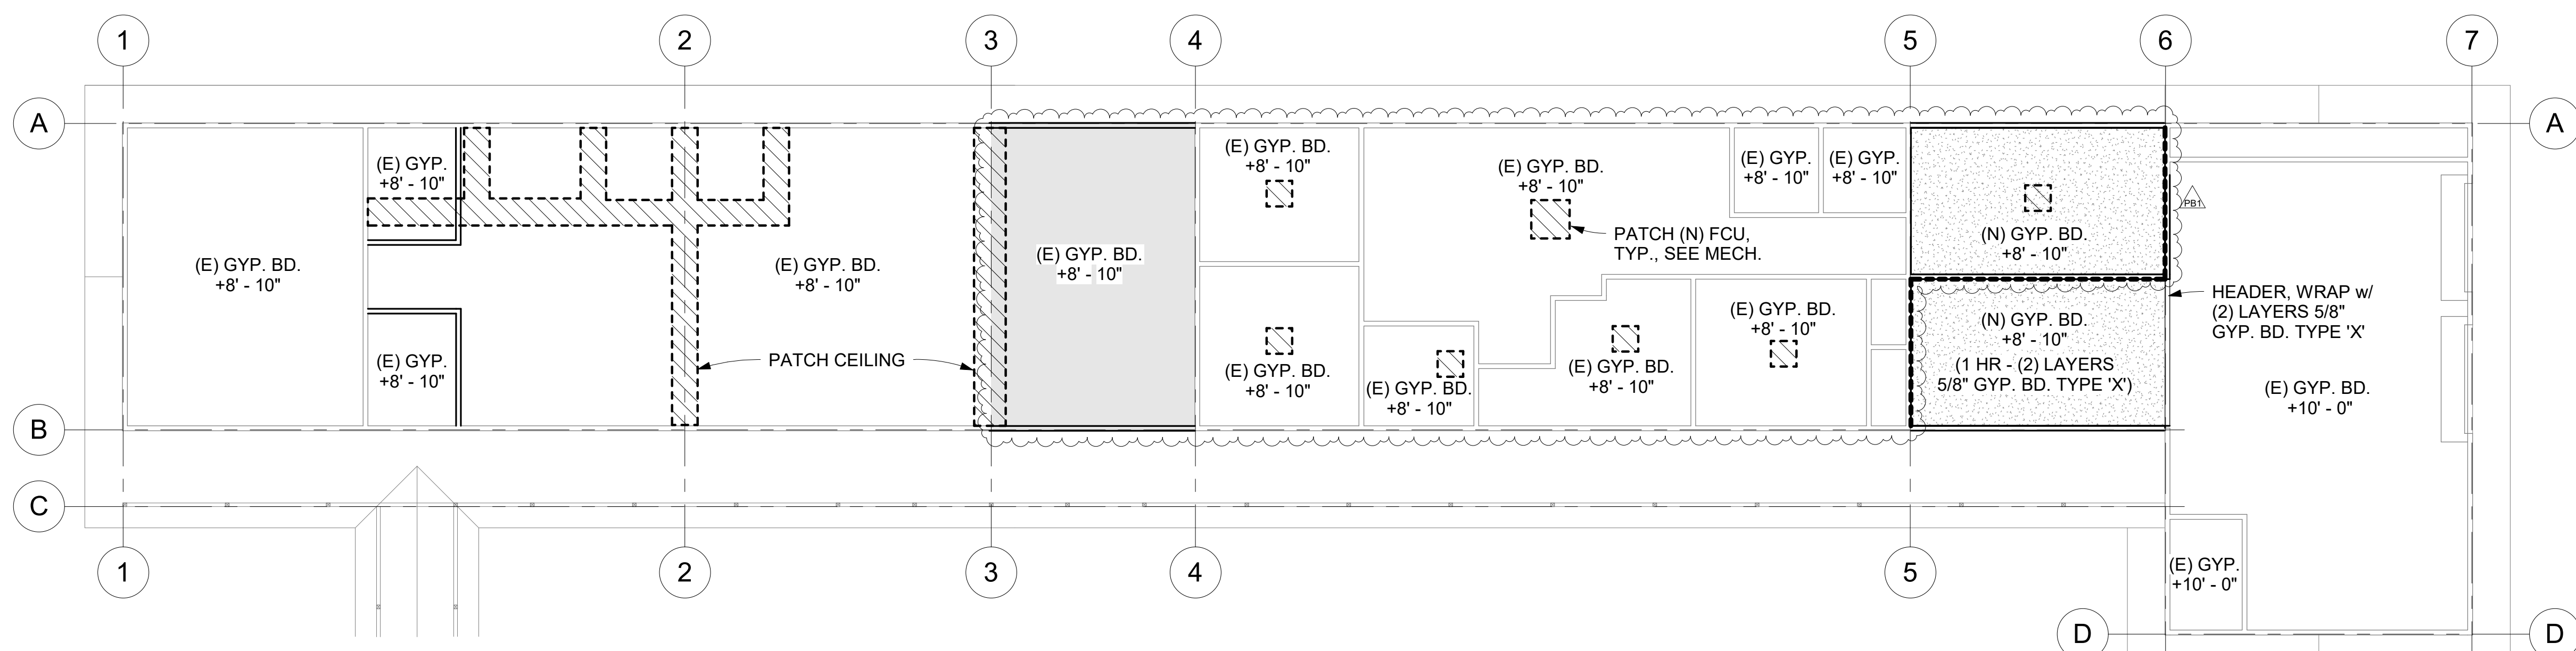 1
2
3
4
5
6
7
A
A
(E) GYP.
+8' - 10"
(E) GYP. BD.
+8' - 10"
(E) GYP. BD.
+8' - 10"
(E) GYP.
+8' - 10"
(E) GYP.
+8' - 10"
PB1
(E) GYP. BD.
+8' - 10"
(E) GYP. BD.
+8' - 10"
(E) GYP. BD.
+8' - 10"
PATCH (N) FCU,
TYP., SEE MECH.
(N) GYP. BD.
+8' - 10"
HEADER, WRAP w/
(2) LAYERS 5/8"
GYP. BD. TYPE 'X'
(E) GYP.
+8' - 10"
PATCH CEILING
(E) GYP. BD.
+8' - 10"
(E) GYP. BD.
+8' - 10"
(E) GYP. BD.
+8' - 10"
(E) GYP. BD.
+8' - 10"
(N) GYP. BD.
+8' - 10"
(1 HR - (2) LAYERS
5/8" GYP. BD. TYPE 'X')
(E) GYP. BD.
+10' - 0"
B
C
1
2
3
4
5
(E) GYP.
+10' - 0"
D
D